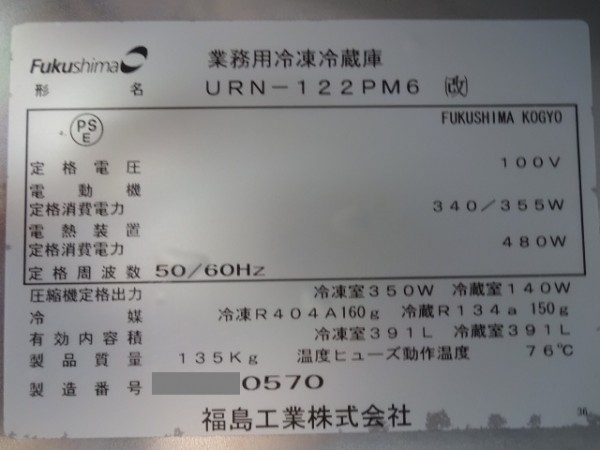 Fukushima 業務用冷凍冷蔵庫
形名 URN-122PM6 改
PS E FUKUSHIMA KOGYO
定格電圧 100V
電動機
定格消費電力 340/355W
電熱装置
定格消費電力 480W
定格周波数 50/60Hz
圧縮機定格出力 冷凍室350W 冷蔵室140W
冷媒 冷凍R404A160g 冷蔵R134a 150g
有効内容積 冷凍室391L 冷蔵室391L
製品質量 135Kg 温度ヒューズ動作温度 76℃
製造番号 0570
福島工業株式会社
36